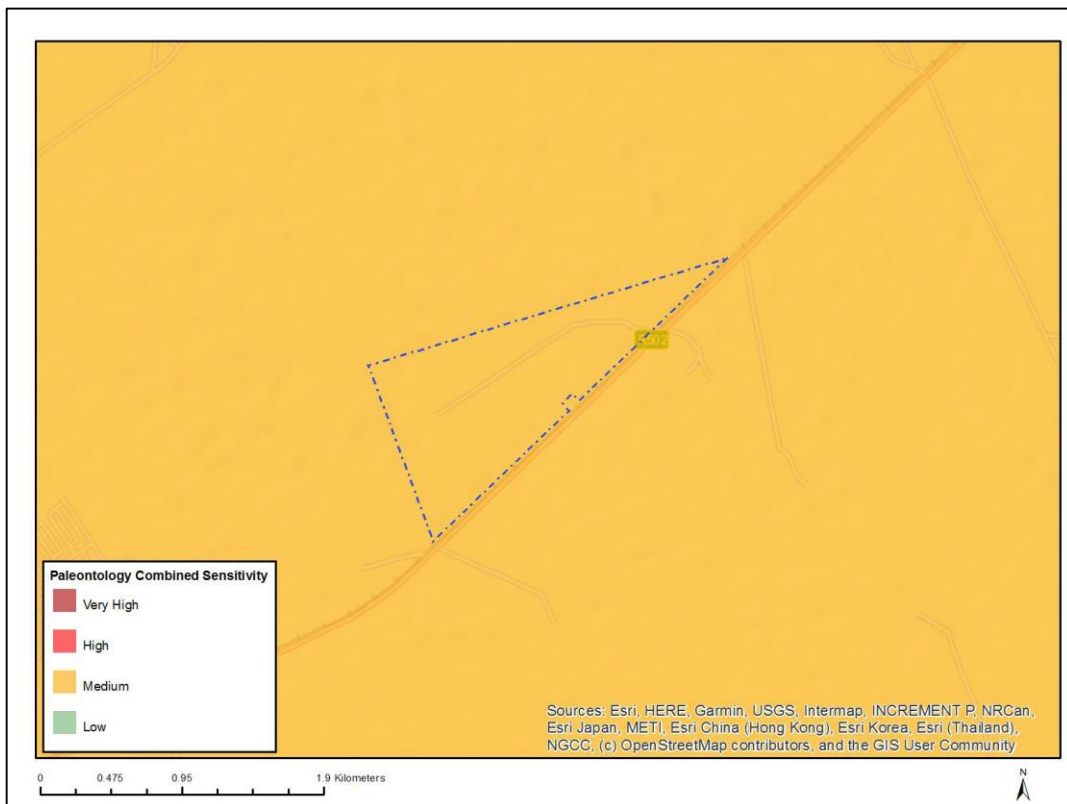 Paleontology Combined Sensitivity
Very High
High
Medium
Low
Sources: Esri, HERE, Garmin, USGS, Intermap, INCREMENT P, NRCan,
Esri Japan, METI, Esri China (Hong Kong), Esri Korea, Esri (Thailand),
NGCC, (c) OpenStreetMap contributors, and the GIS User Community
0 0.475 0.95 1.9 Kilometers
N